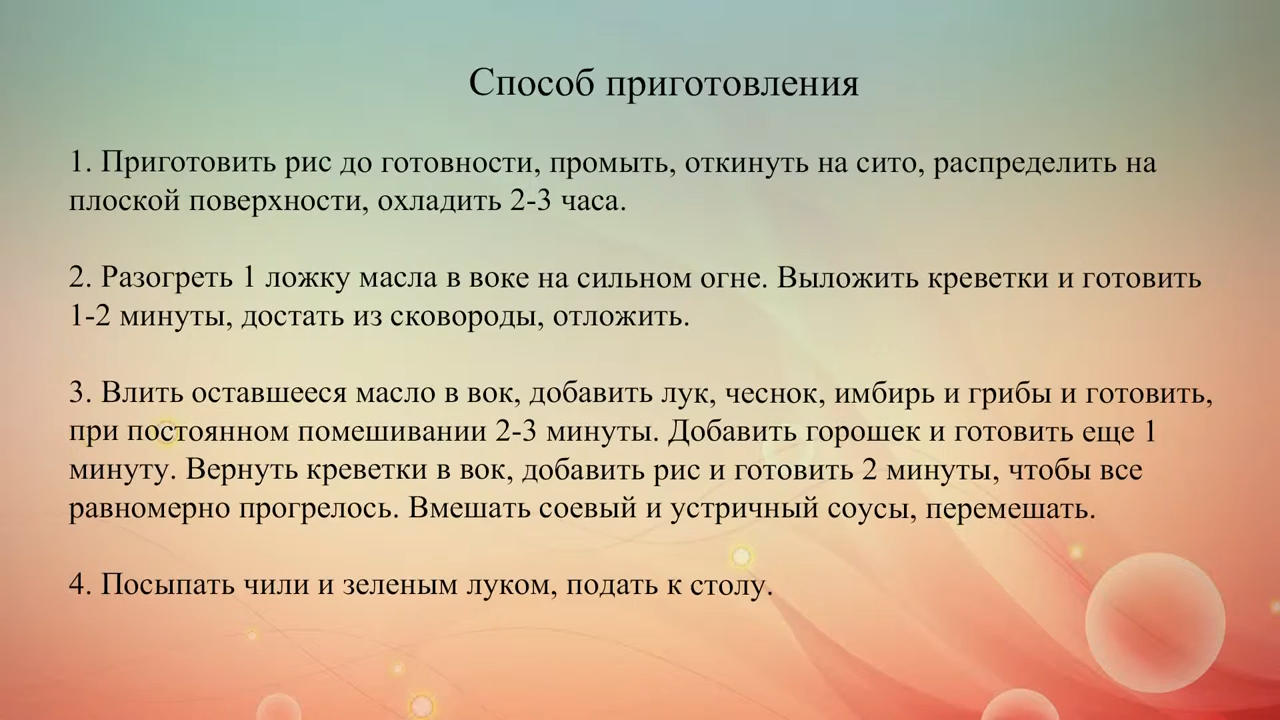 Способ приготовления
1. Приготовить рис до готовности, промыть, откинуть на сито, распределить на
плоской поверхности, охладить 2-3 часа.
2. Разогреть 1 ложку масла в воке на сильном огне. Выложить креветки и готовить
1-2 минуты, достать из сковороды, отложить.
3. Влить оставшееся масло в вок, добавить лук, чеснок, имбирь и грибы и готовить,
при постоянном помешивании 2-3 минуты. Добавить горошек и готовить еще 1
минуту. Вернуть креветки в вок, добавить рис и готовить 2 минуты, чтобы все
равномерно прогрелось. Вмешать соевый и устричный соусы, перемешать.
4. Посыпать чили и зеленым луком, подать к столу.